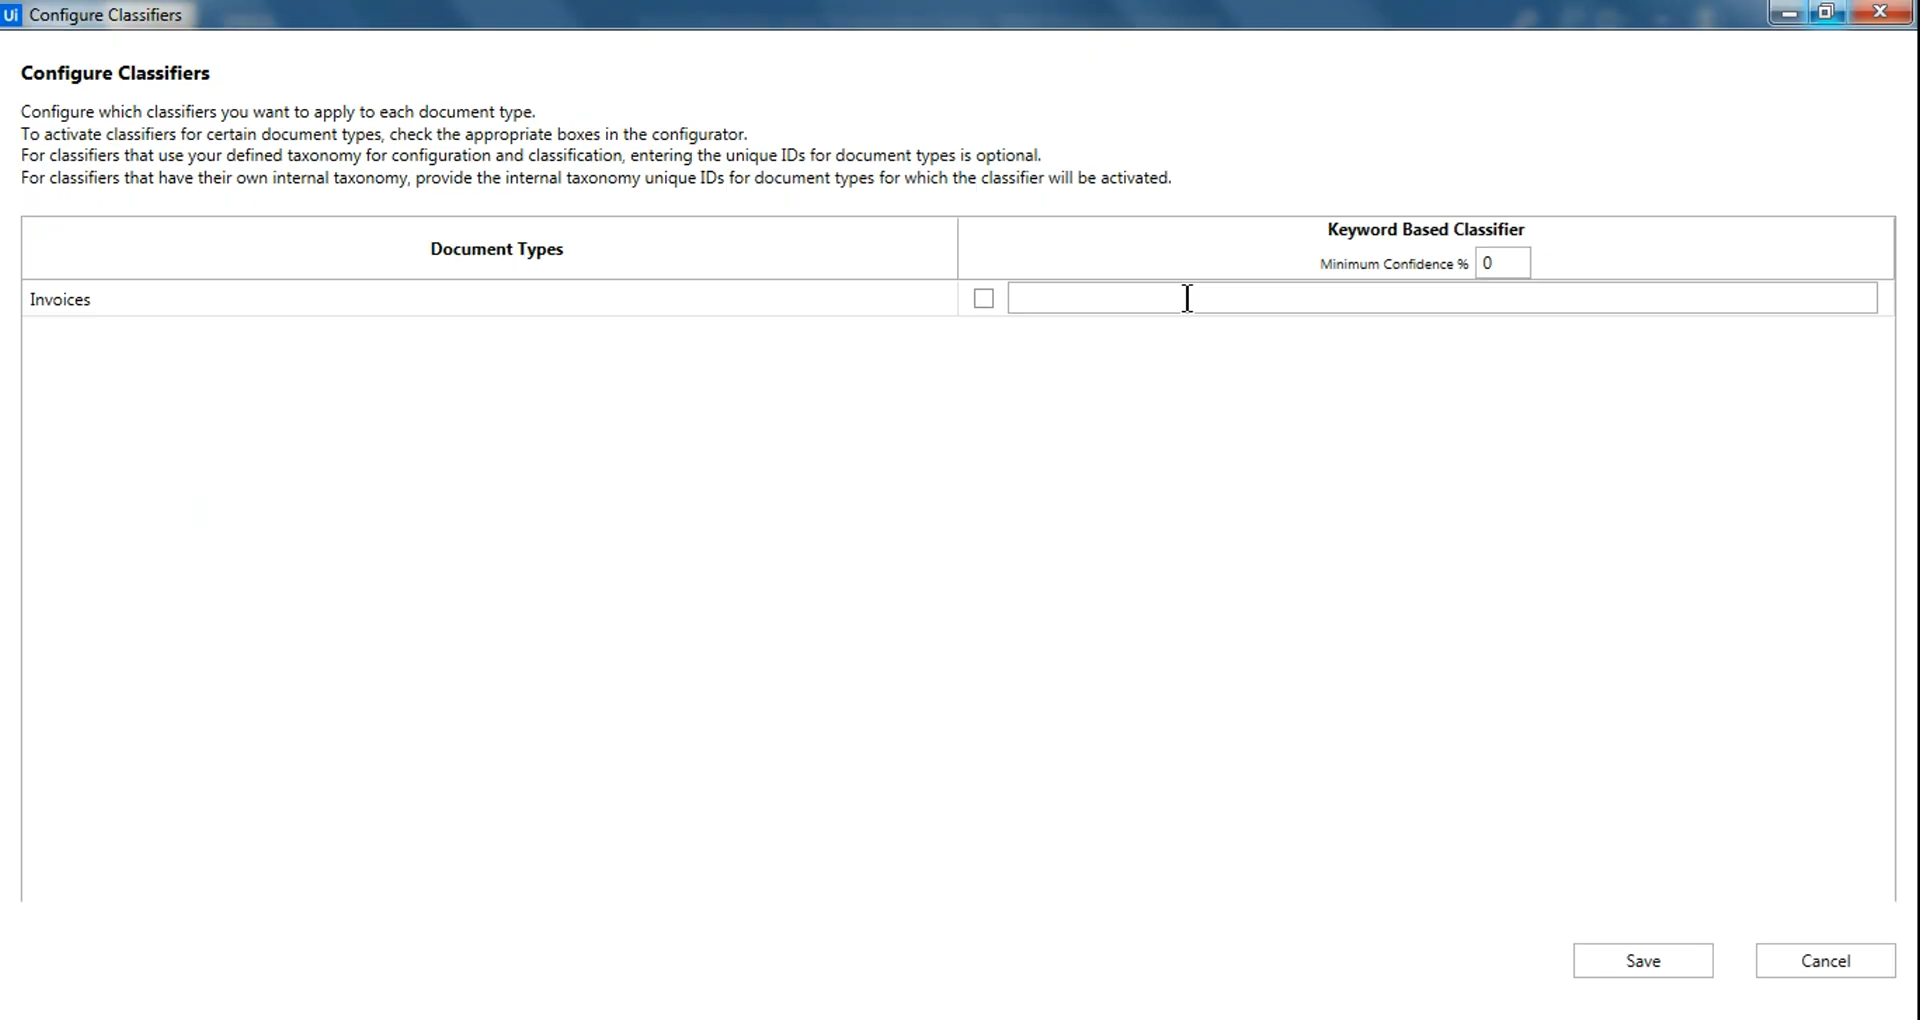 Ui Configure Classifiers
Configure Classifiers
Configure which classifiers you want to apply to each document type.
To activate classifiers for certain document types, check the appropriate boxes in the configurator.
For classifiers that use your defined taxonomy for configuration and classification, entering the unique IDs for document types is optional.
For classifiers that have their own internal taxonomy, provide the internal taxonomy unique IDs for document types for which the classifier will be activated.
Document Types
Keyword Based Classifier
Minimum Confidence % 0
Invoices
Save Cancel